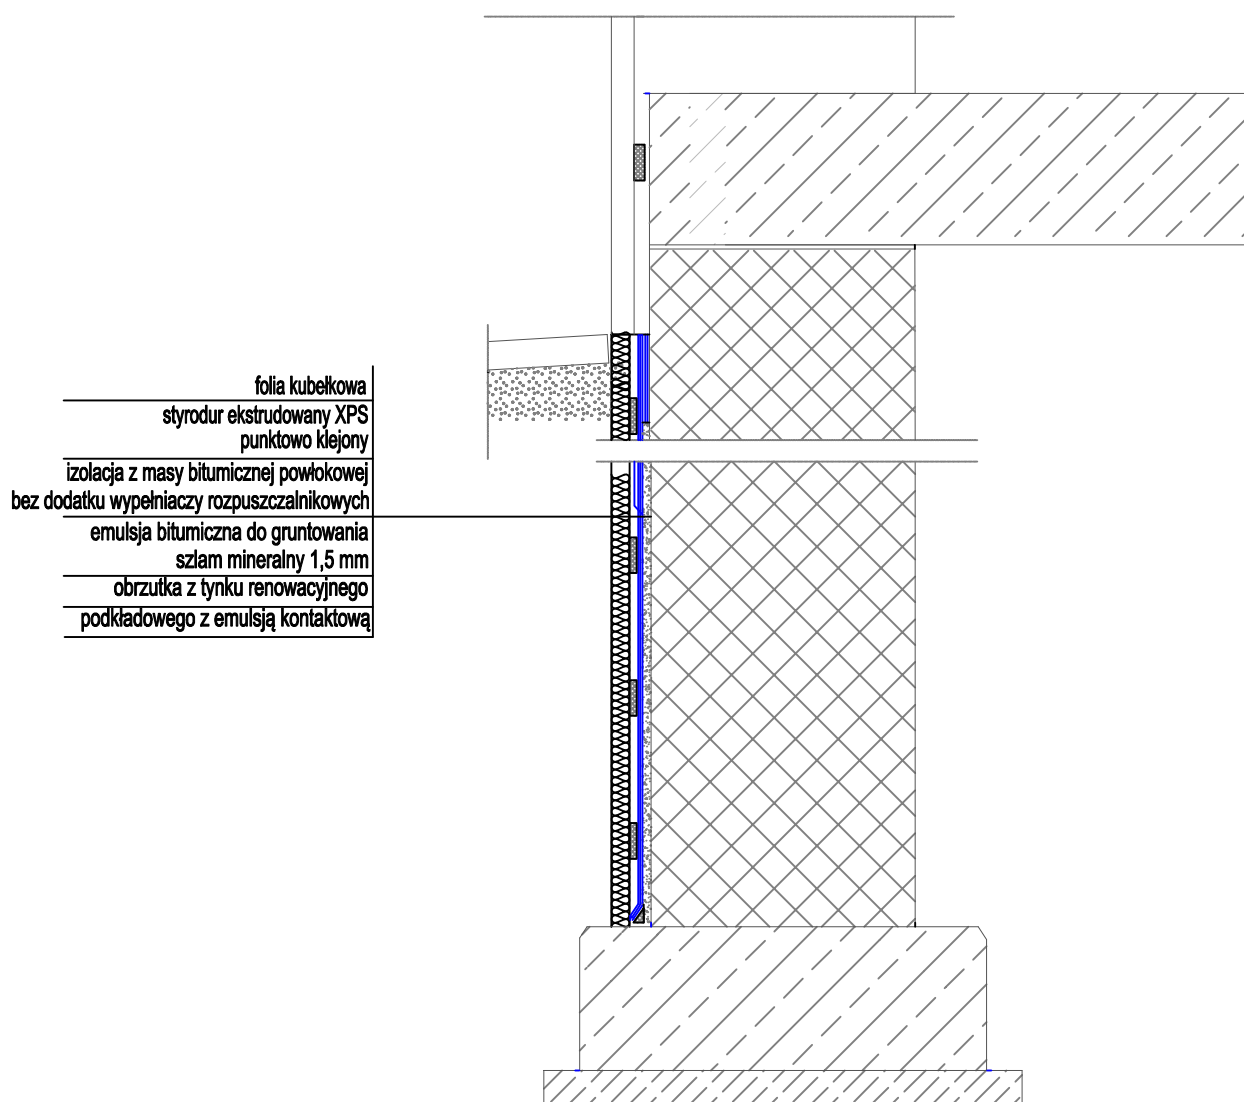 folia kubełkowa
styrodur ekstrudowany XPS
punktowo klejony
izolacja z masy bitumicznej powłokowej
bez dodatku wypełniaczy rozpuszczalnikowych
emulsja bitumiczna do gruntowania
szlam mineralny 1,5 mm
obrzutka z tynku renowacyjnego
podkładowego z emulsją kontaktową